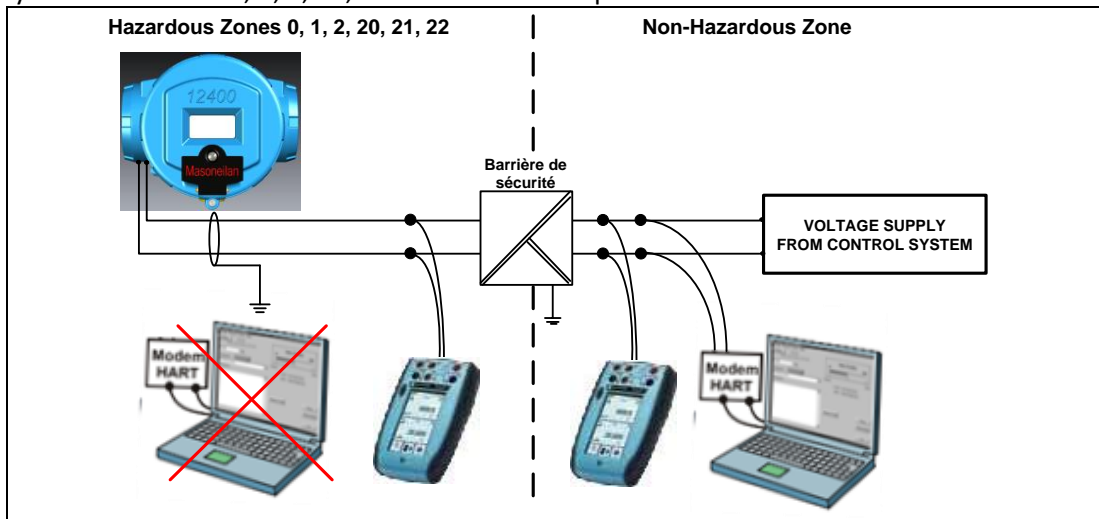 Hazardous Zones 0, 1, 2, 20, 21, 22
Non-Hazardous Zone
12400
Masoneilan
Barrière de
sécurité
VOLTAGE SUPPLY
FROM CONTROL SYSTEM
Modem
HART
Modem
HART